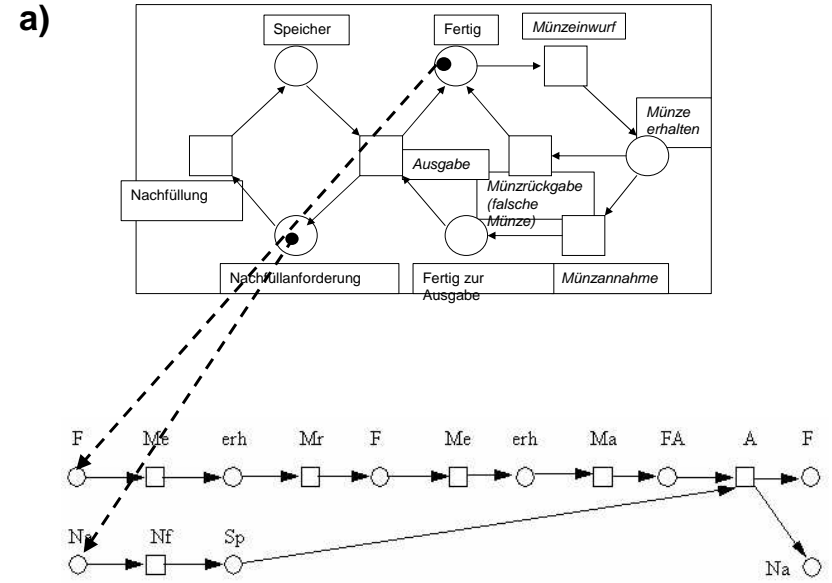 a)
Speicher
Fertig
Münzeinwurf
Münze
erhalten
Ausgabe
Münzrückgabe
(falsche
Münze)
Nachfüllung
Nachfüllanforderung
Fertig zur
Ausgabe
Münzannahme
F Me erh Mr F Me erh Ma FA A F
Na Nf Sp
Na